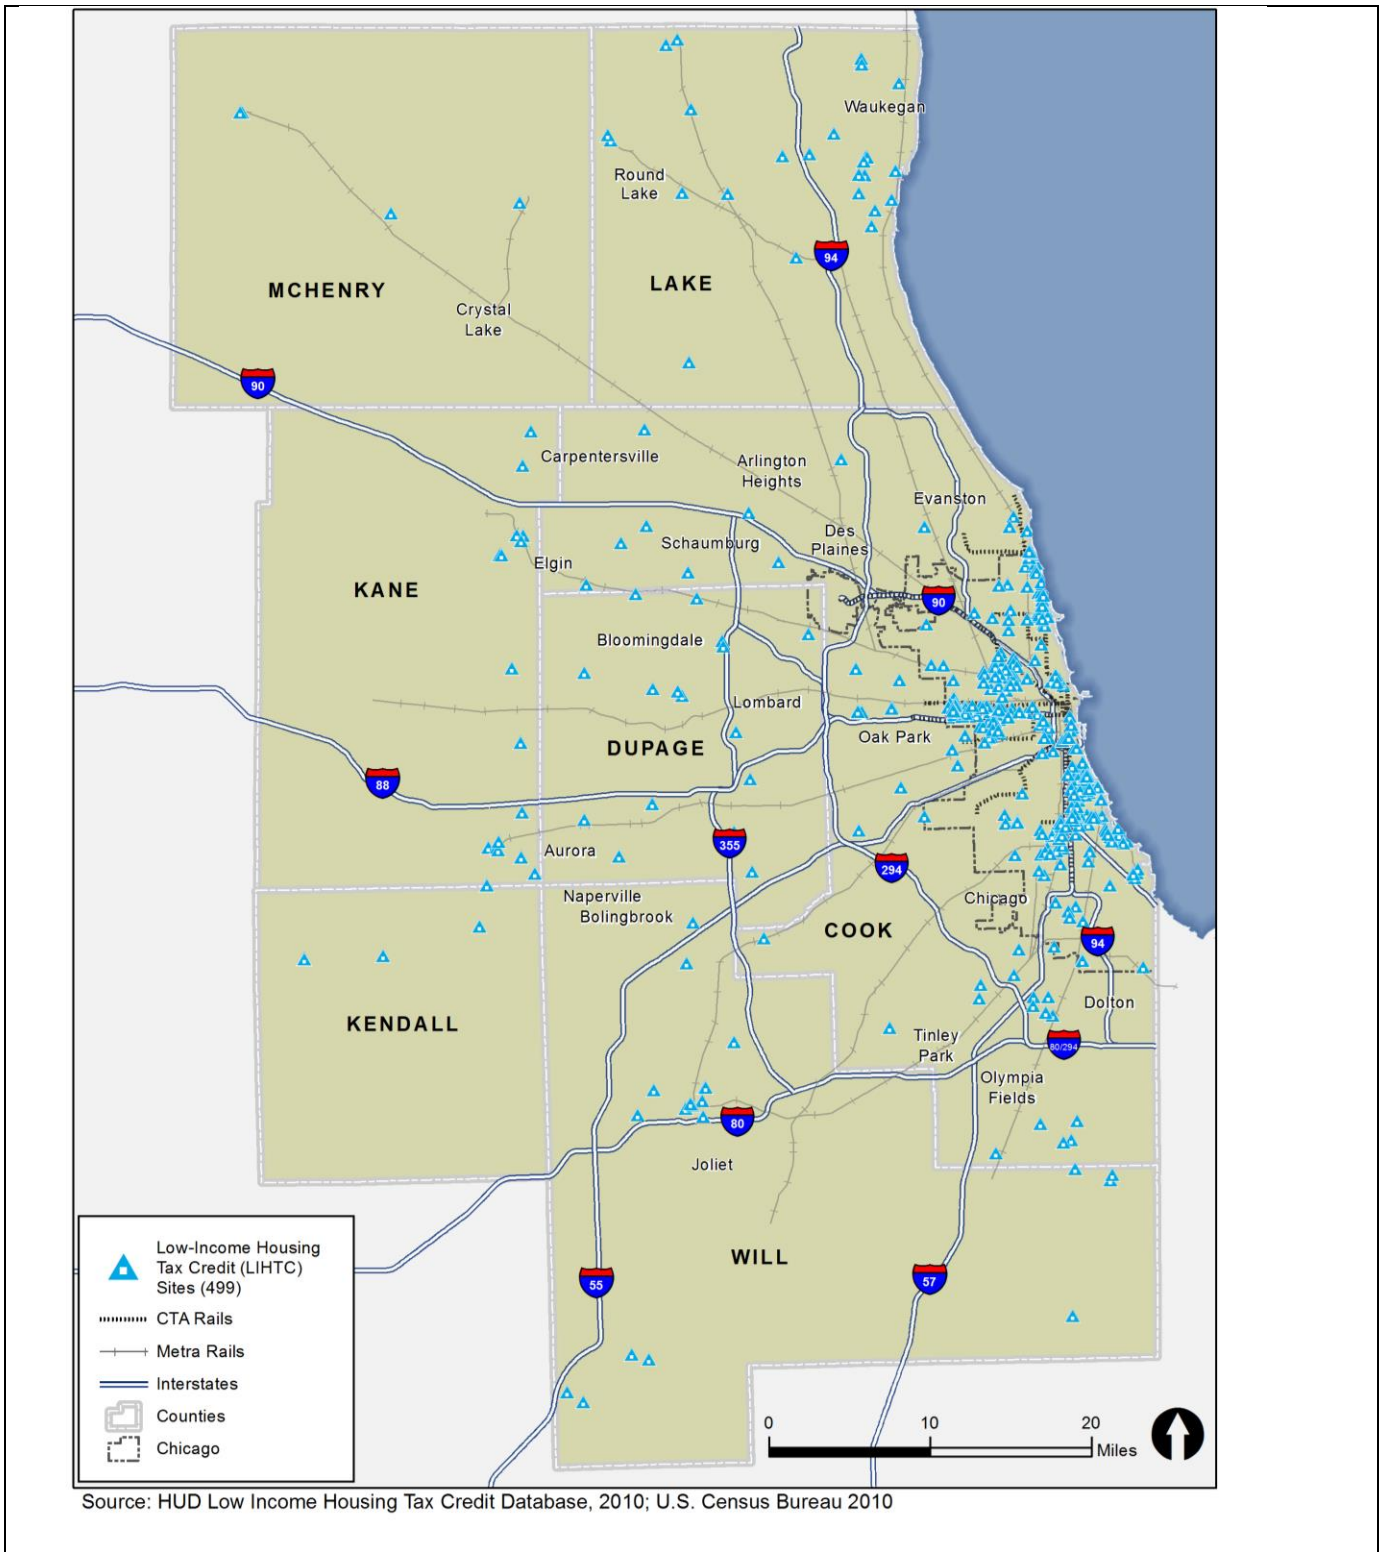 Waukegan
Round
Lake
94
MCHENRY
LAKE
Crystal
Lake
90
Carpentersville
Arlington
Heights
Evanston
Des
Plaines
Schaumburg
Elgin
KANE
90
Bloomingdale
Lombard
Oak Park
DUPAGE
88
355
Aurora
294
Naperville
Bolingbrook
Chicago
COOK
94
Dolton
KENDALL
Tinley
Park
80/294
Olympia
Fields
80
Joliet
WILL
55
57
Low-Income Housing
Tax Credit (LIHTC)
Sites (499)
CTA Rails
Metra Rails
Interstates
Counties
Chicago
0 10 20
Miles
Source: HUD Low Income Housing Tax Credit Database, 2010; U.S. Census Bureau 2010